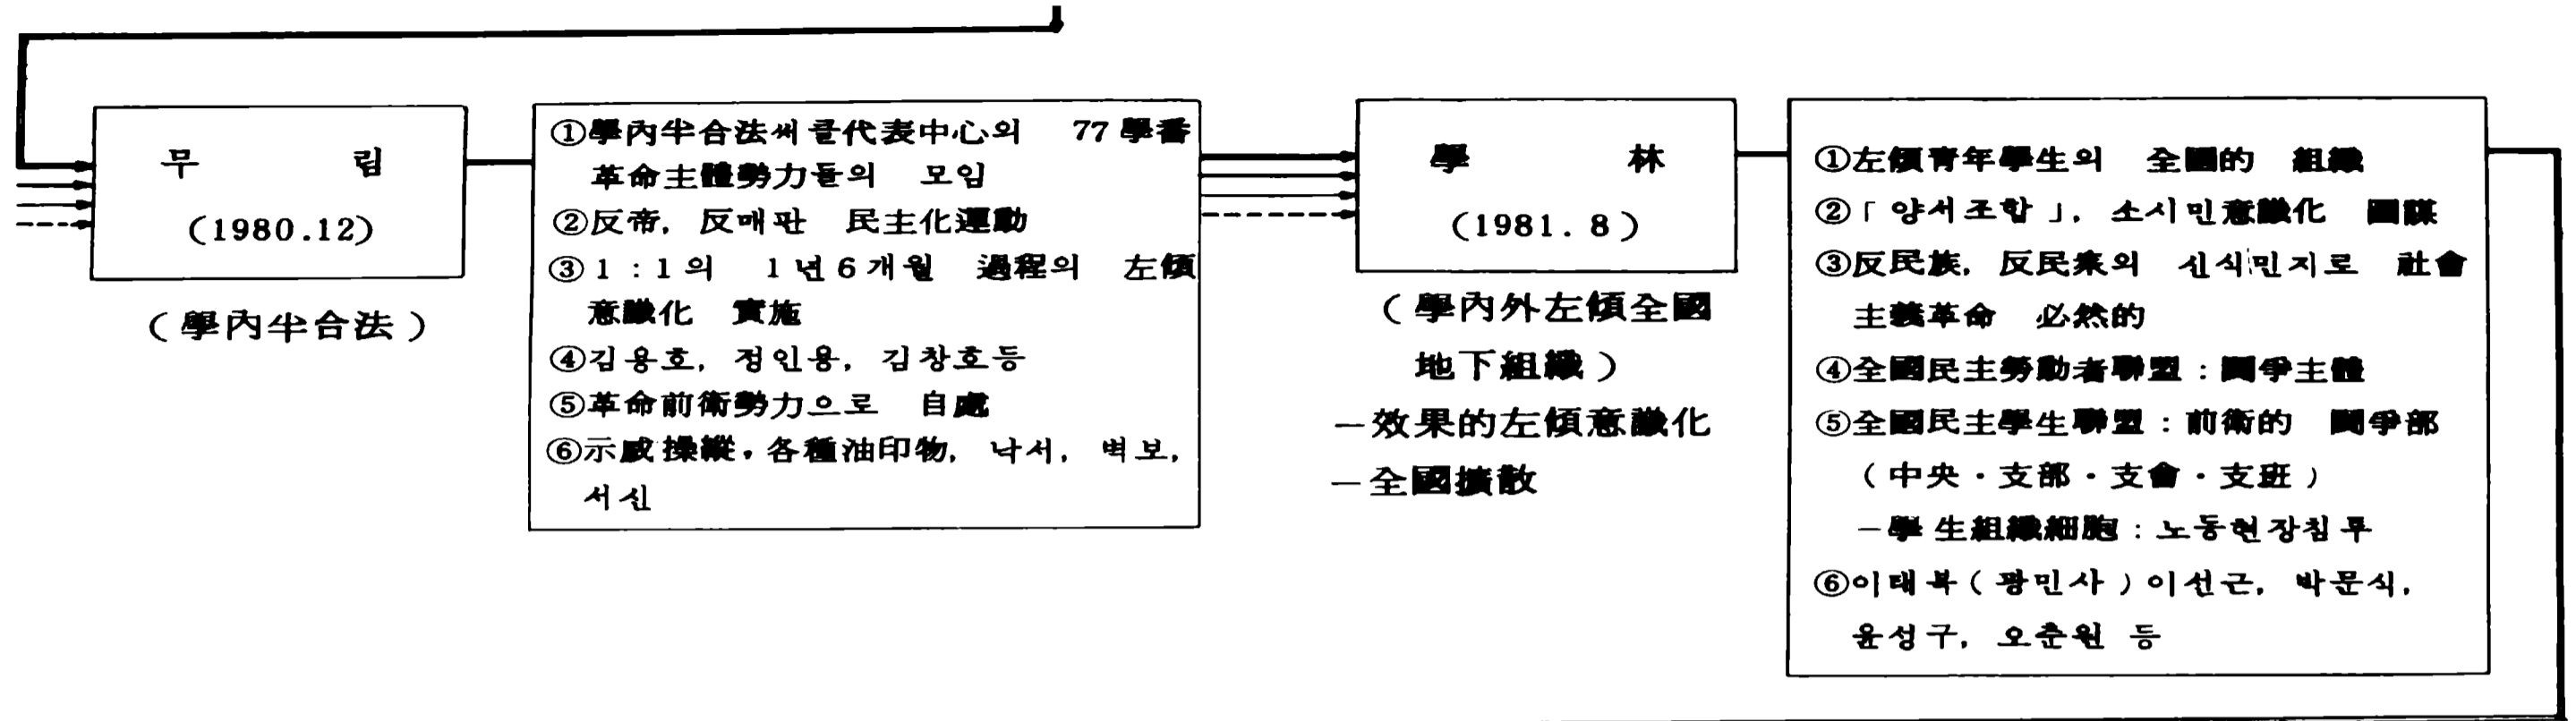 무 림
(1980.12)
(學內半合法)
①學內半合法써클代表中心의 77學番
革命主體勢力들의 모임
②反帝, 反매판 民主化運動
③1:1의 1년6개월 過程의 左傾
意識化 實施
④김용호, 정인용, 김창호등
⑤革命前衛勢力으로 自處
⑥示威操縱, 各種油印物, 낙서, 벽보,
서신
學 林
(1981. 8)
(學內外左傾全國
地下組織)
-效果的左傾意識化
-全國擴散
①左傾青年學生의 全國的 組織
②「양서조합」, 소시민意識化 圖謀
③反民族, 反民衆의 신식민지로 社會
主義革命 必然的
④全國民主勞動者聯盟:鬪爭主體
⑤全國民主學生聯盟:前衛的 鬪爭部
(中央·支部·支會·支班)
-學生組織細胞:노동현장침투
⑥이태복(광민사)이선근, 박문식,
윤성구, 오춘원 등